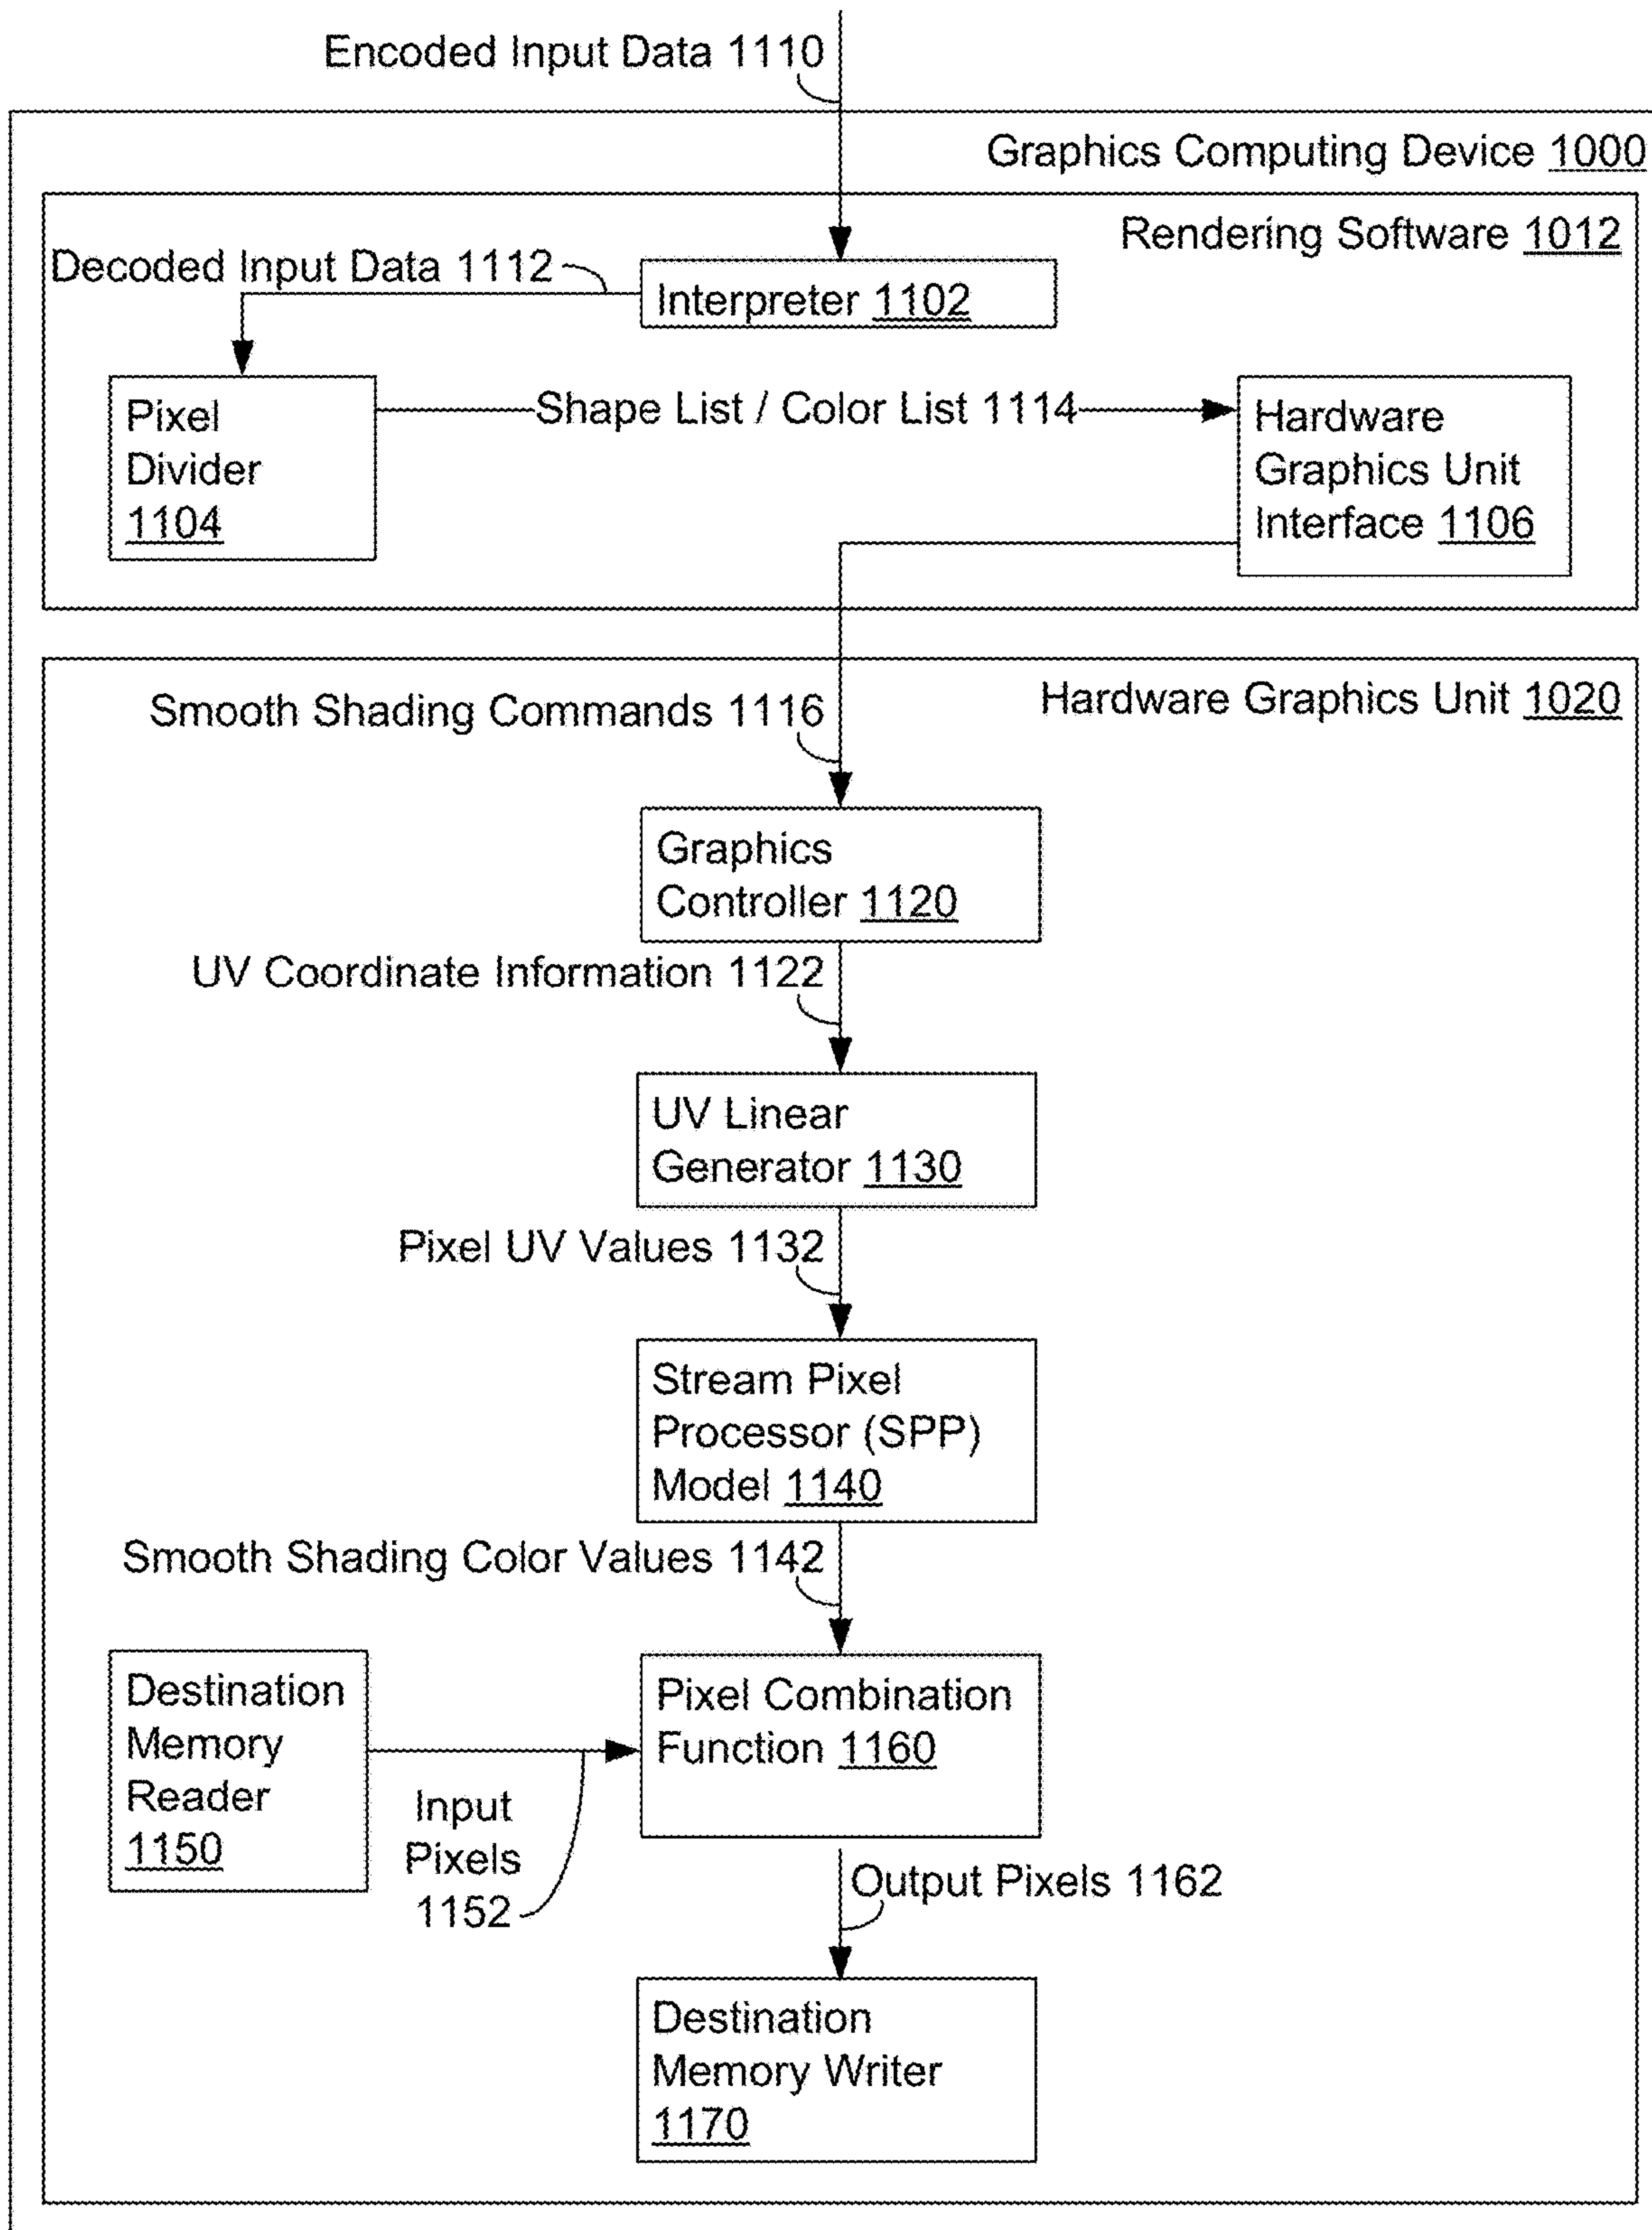 Encoded Input Data 1110
Graphics Computing Device 1000
Rendering Software 1012
Decoded Input Data 1112
Interpreter 1102
Pixel
Divider
1104
Shape List / Color List 1114
Hardware
Graphics Unit
Interface 1106
Smooth Shading Commands 1116
Hardware Graphics Unit 1020
Graphics
Controller 1120
UV Coordinate Information 1122
UV Linear
Generator 1130
Pixel UV Values 1132
Stream Pixel
Processor (SPP)
Model 1140
Smooth Shading Color Values 1142
Destination
Memory
Reader
1150
Input
Pixels
1152
Pixel Combination
Function 1160
Output Pixels 1162
Destination
Memory Writer
1170